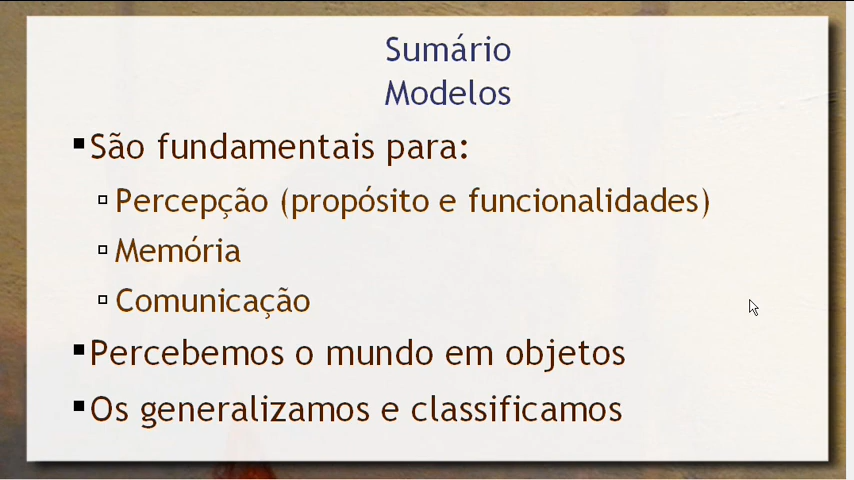 Sumário
Modelos
São fundamentais para:
Percepção (propósito e funcionalidades)
Memória
Comunicação
Percebemos o mundo em objetos
Os generalizamos e classificamos